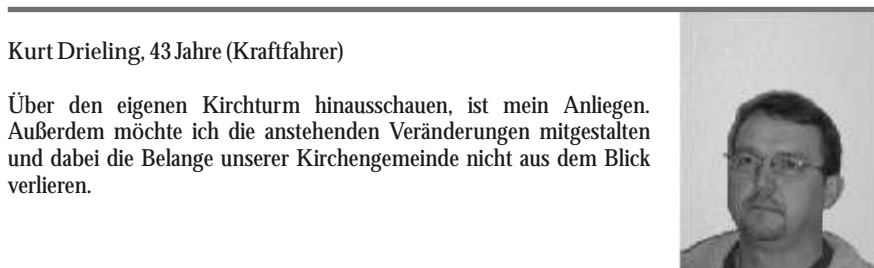 Kurt Drieling, 43 Jahre (Kraftfahrer)
Über den eigenen Kirchturm hinausschauen, ist mein Anliegen.
Außerdem möchte ich die anstehenden Veränderungen mitgestalten
und dabei die Belange unserer Kirchengemeinde nicht aus dem Blick
verlieren.